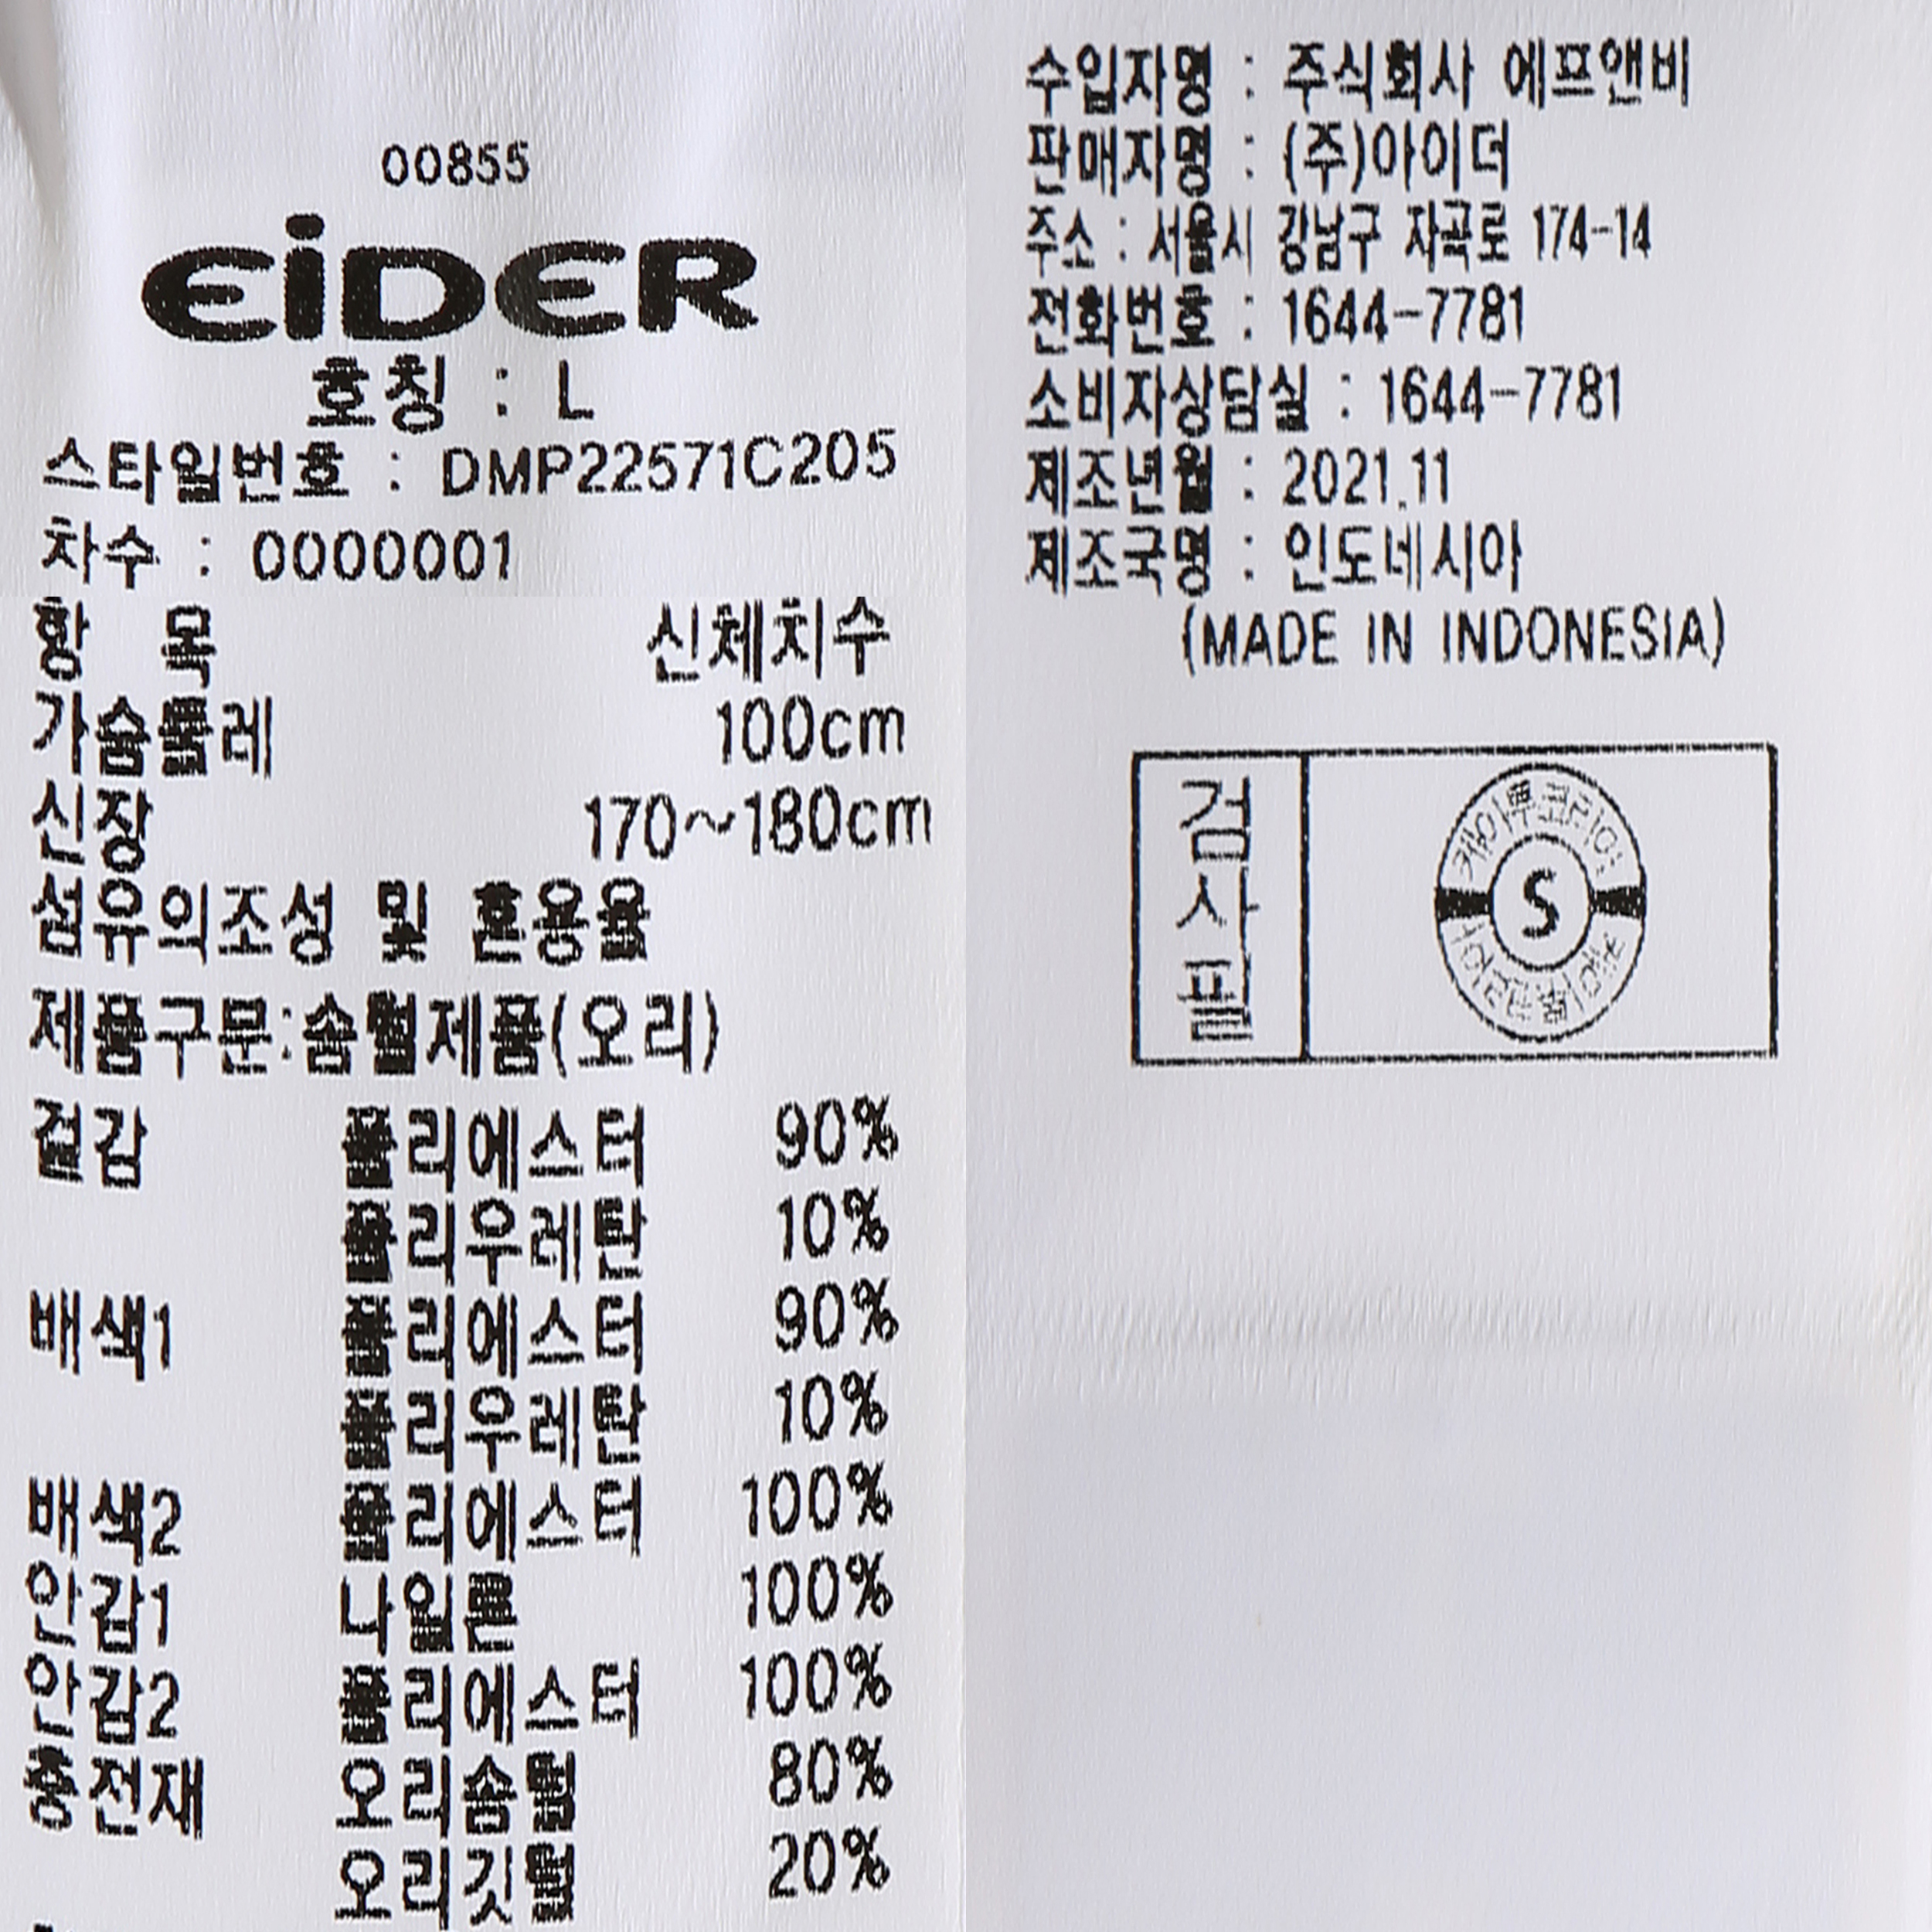 00855
EiDER
호칭 : L
스타일번호 : DMP22571C205
차수 : 0000001
항 목 신체치수
가슴둘레 100cm
신장 170~180cm
섬유의조성 및 혼용율
제품구분:솜털제품(오리)
겉감 폴리에스터 90%
폴리우레탄 10%
배색1 폴리에스터 90%
폴리우레탄 10%
배색2 폴리에스터 100%
안감1 나일론 100%
안감2 폴리에스터 100%
충전재 오리솜털 80%
오리깃털 20%
수입자명 : 주식회사 에프앤비
판매자명 : (주)아이더
주소 : 서울시 강남구 자곡로 174-14
전화번호 : 1644-7781
소비자상담실 : 1644-7781
제조년월 : 2021.11
제조국명 : 인도네시아
(MADE IN INDONESIA)
검사필
케이투코리아
S